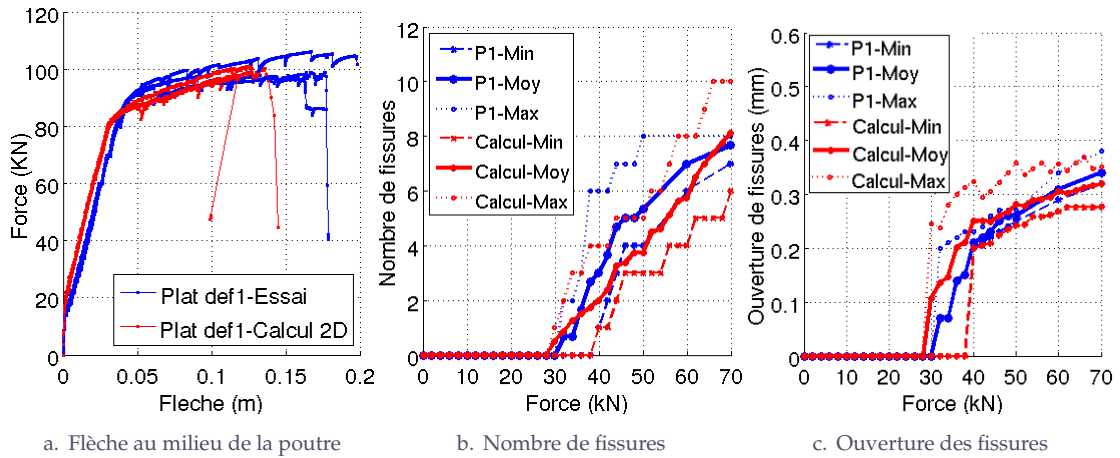 Force (KN)
120
100
80
60
40
20
0
0
0.05
0.1
0.15
0.2
Fleche (m)
Plat def1-Essai
Plat def1-Calcul 2D
a. Flèche au milieu de la poutre
Nombre de fissures
12
10
8
6
4
2
0
0 10 20 30 40 50 60 70
Force (kN)
P1-Min
P1-Moy
P1-Max
Calcul-Min
Calcul-Moy
Calcul-Max
b. Nombre de fissures
Ouverture de fissures (mm)
0.6
0.5
0.4
0.3
0.2
0.1
0
0 10 20 30 40 50 60 70
Force (kN)
P1-Min
P1-Moy
P1-Max
Calcul-Min
Calcul-Moy
Calcul-Max
c. Ouverture des fissures